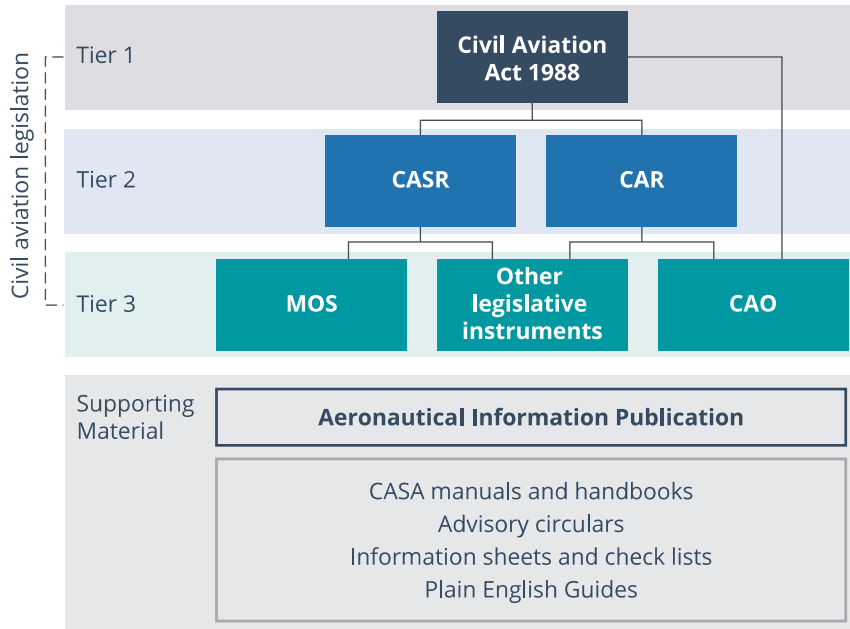 Civil aviation legislation
Tier 1
Civil Aviation
Act 1988
Tier 2
CASR
CAR
Tier 3
MOS
Other
legislative
instruments
CAO
Supporting
Material
Aeronautical Information Publication
CASA manuals and handbooks
Advisory circulars
Information sheets and check lists
Plain English Guides